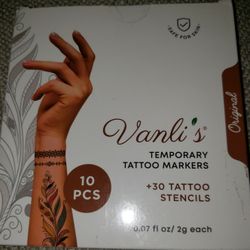 SAFE FOR SKIN
Original
Vanli's®
TEMPORARY
TATTOO MARKERS
10
PCS
+30 TATTOO
STENCILS
0.07 fl oz/ 2g each